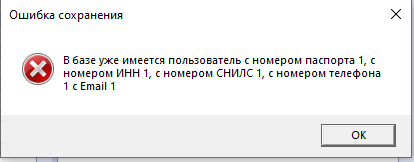 Ошибка сохранения
В базе уже имеется пользователь с номером паспорта 1, с
номером ИНН 1, с номером СНИЛС 1, с номером телефона
1 с Email 1
ОК